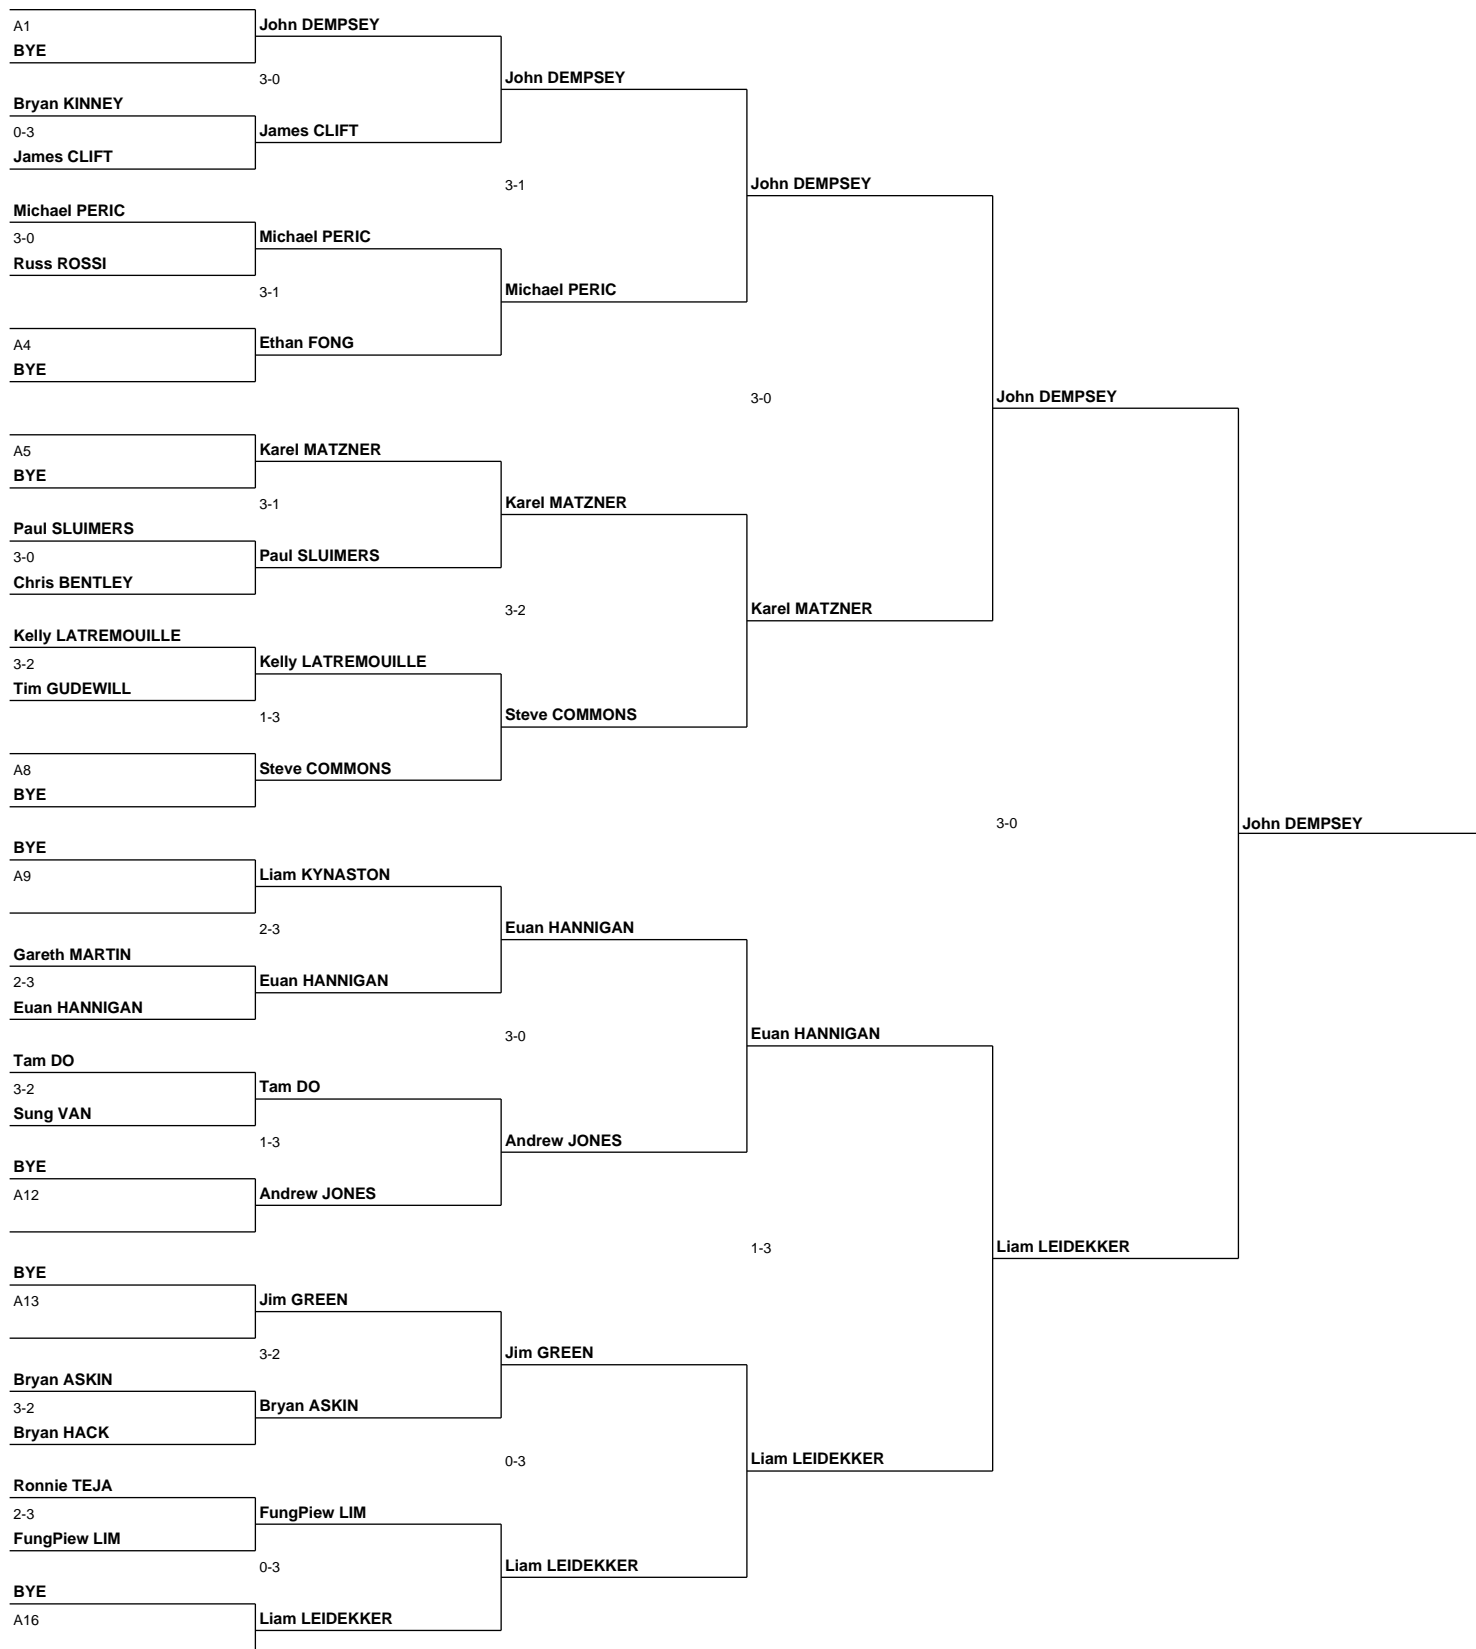 A1
BYE
John DEMPSEY
3-0
John DEMPSEY
Bryan KINNEY
0-3
James CLIFT
James CLIFT
3-1
John DEMPSEY
Michael PERIC
3-0
Russ ROSSI
Michael PERIC
3-1
Michael PERIC
A4
BYE
Ethan FONG
3-0
John DEMPSEY
A5
BYE
Karel MATZNER
3-1
Karel MATZNER
Paul SLUIMERS
3-0
Chris BENTLEY
Paul SLUIMERS
3-2
Karel MATZNER
Kelly LATREMOUILLE
3-2
Tim GUDEWILL
Kelly LATREMOUILLE
1-3
Steve COMMONS
A8
BYE
Steve COMMONS
3-0
John DEMPSEY
BYE
A9
Liam KYNASTON
2-3
Euan HANNIGAN
Gareth MARTIN
2-3
Euan HANNIGAN
Euan HANNIGAN
3-0
Euan HANNIGAN
Tam DO
3-2
Sung VAN
Tam DO
1-3
Andrew JONES
BYE
A12
Andrew JONES
1-3
Liam LEIDEKKER
BYE
A13
Jim GREEN
3-2
Jim GREEN
Bryan ASKIN
3-2
Bryan HACK
Bryan ASKIN
0-3
Liam LEIDEKKER
Ronnie TEJA
2-3
FungPiew LIM
FungPiew LIM
0-3
Liam LEIDEKKER
BYE
A16
Liam LEIDEKKER